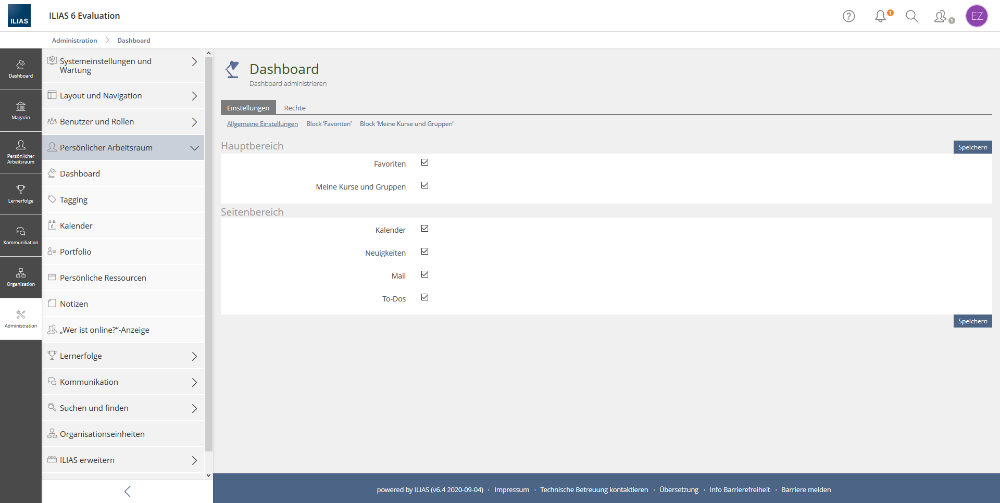 ILIAS
ILIAS 6 Evaluation
1
1
EZ
Administration
Dashboard
Dashboard
Magazin
Persönlicher
Arbeitsraum
Lernerfolge
Kommunikation
Organisation
Administration
Systemeinstellungen und
Wartung
Layout und Navigation
Benutzer und Rollen
Persönlicher Arbeitsraum
Dashboard
Tagging
6
Kalender
Portfolio
Persönliche Ressourcen
Notizen
„Wer ist online?“-Anzeige
Lernerfolge
Kommunikation
Suchen und finden
Organisationseinheiten
ILIAS erweitern
Dashboard
Dashboard administrieren
Einstellungen
Rechte
Allgemeine Einstellungen
Block ‘Favoriten’
Block ‘Meine Kurse und Gruppen’
Hauptbereich
Speichern
Favoriten
Meine Kurse und Gruppen
Seitenbereich
Kalender
Neuigkeiten
Mail
To-Dos
Speichern
powered by ILIAS (v6.4 2020-09-04) · Impressum · Technische Betreuung kontaktieren · Übersetzung · Info Barrierefreiheit · Barriere melden